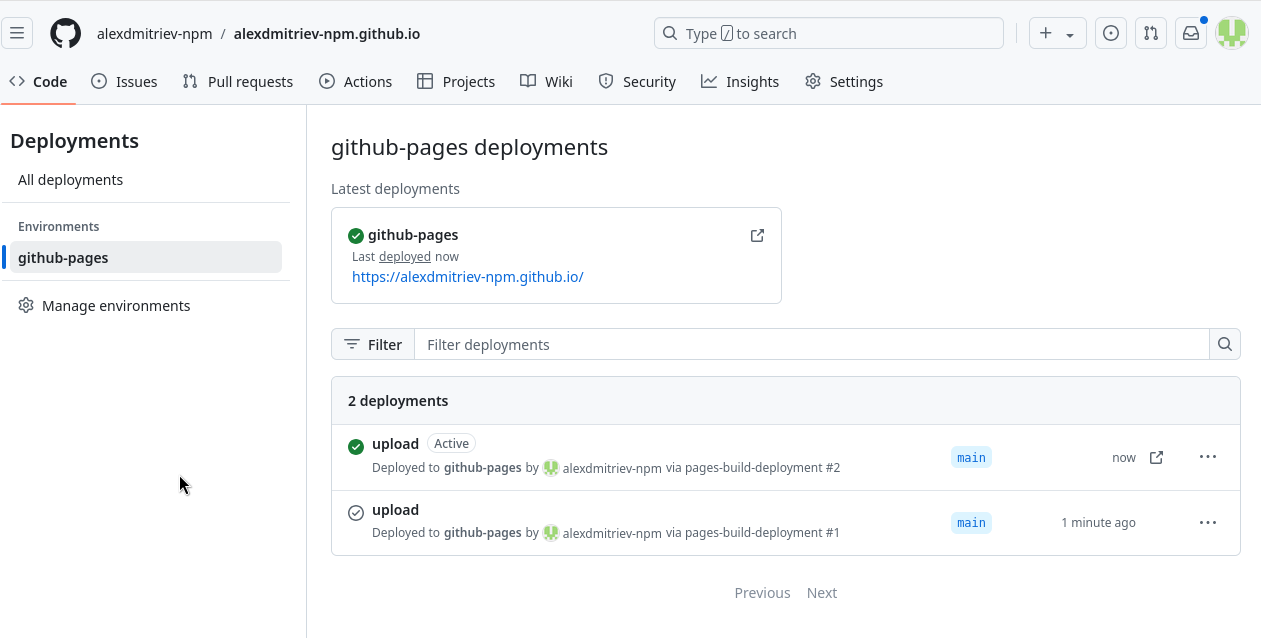 alexdmitriev-npm / alexdmitriev-npm.github.io
Type / to search
Code Issues Pull requests Actions Projects Wiki Security Insights Settings
Deployments
All deployments
Environments
github-pages
Manage environments
github-pages deployments
Latest deployments
github-pages
Last deployed now
https://alexdmitriev-npm.github.io/
Filter Filter deployments
2 deployments
upload Active
Deployed to github-pages by alexdmitriev-npm via pages-build-deployment #2
main
now
upload
Deployed to github-pages by alexdmitriev-npm via pages-build-deployment #1
main
1 minute ago
Previous Next